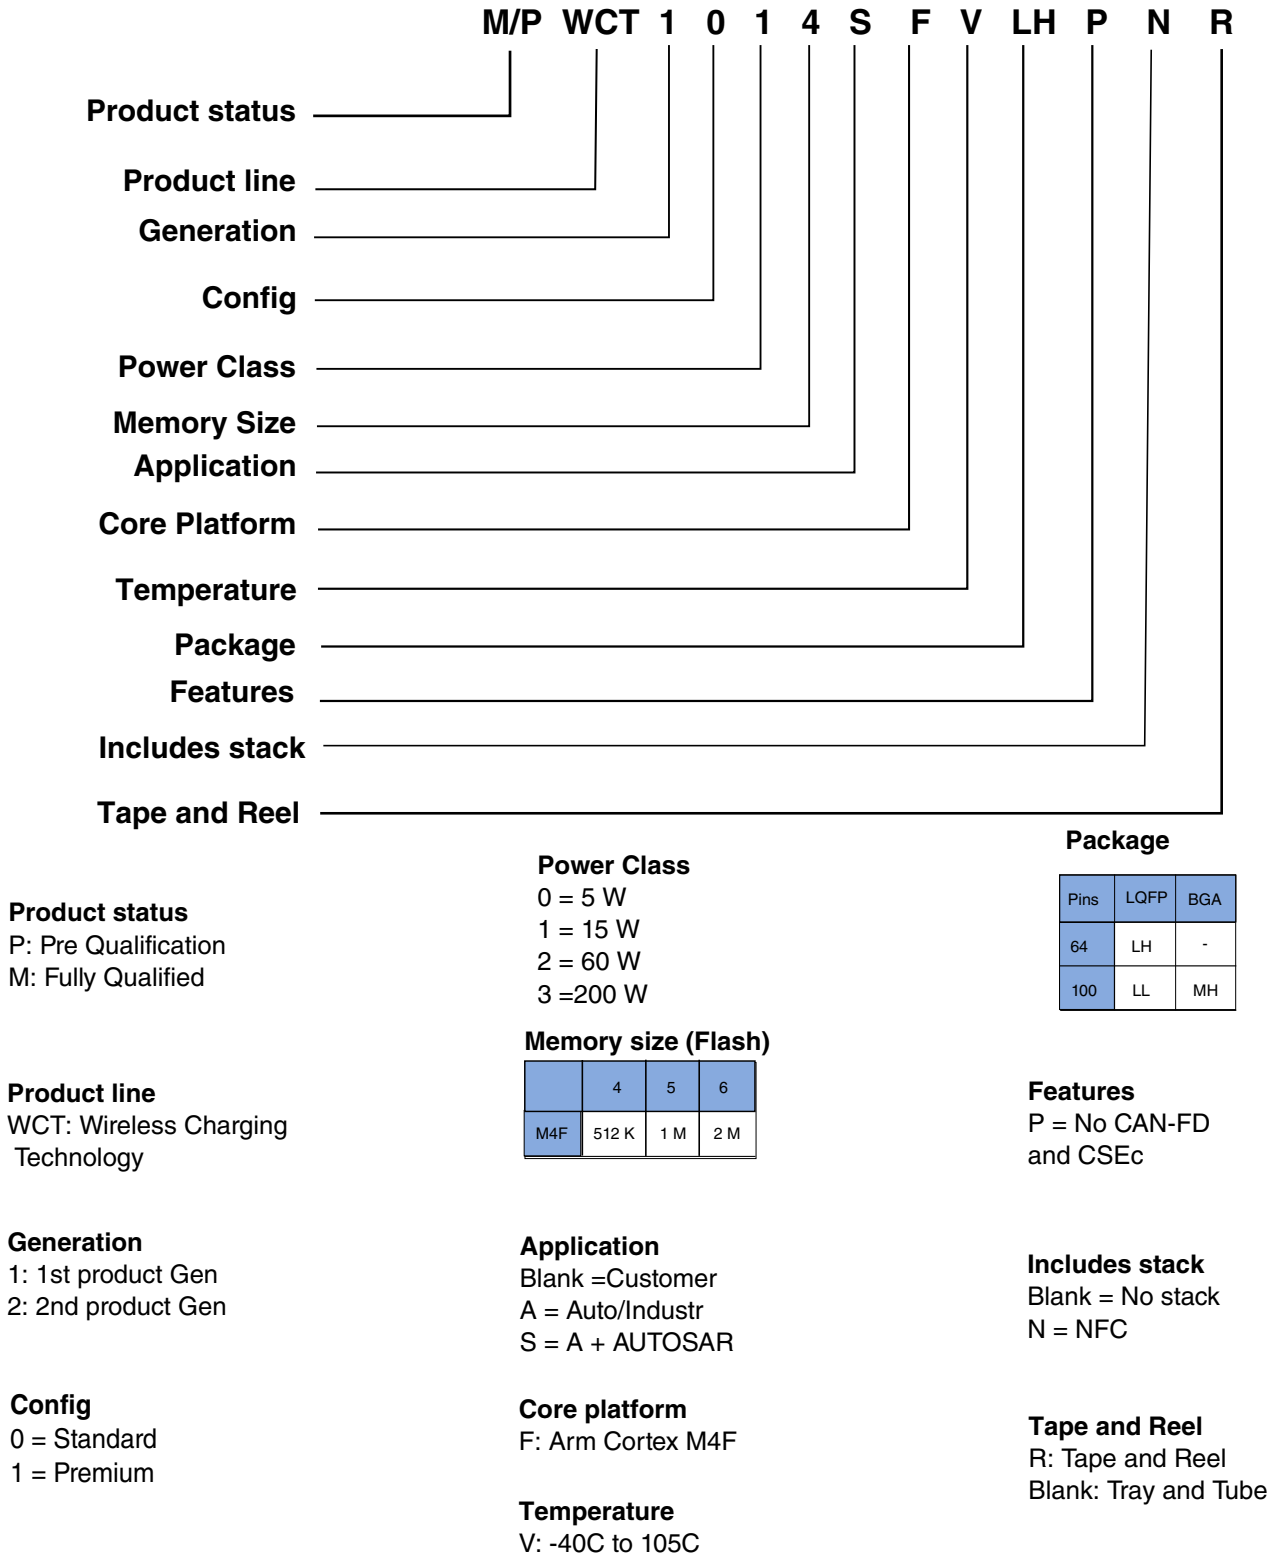 M/P WCT 1 0 1 4 S F V LH P N R
Product status
Product line
Generation
Config
Power Class
Memory Size
Application
Core Platform
Temperature
Package
Features
Includes stack
Tape and Reel
Product status
P: Pre Qualification
M: Fully Qualified
Product line
WCT: Wireless Charging
Technology
Generation
1: 1st product Gen
2: 2nd product Gen
Config
0 = Standard
1 = Premium
Power Class
0 = 5 W
1 = 15 W
2 = 60 W
3 =200 W
Memory size (Flash)
4 5 6
M4F 512 K 1 M 2 M
Application
Blank =Customer
A = Auto/Industr
S = A + AUTOSAR
Core platform
F: Arm Cortex M4F
Temperature
V: -40C to 105C
Package
Pins LQFP BGA
64 LH -
100 LL MH
Features
P = No CAN-FD
and CSEc
Includes stack
Blank = No stack
N = NFC
Tape and Reel
R: Tape and Reel
Blank: Tray and Tube